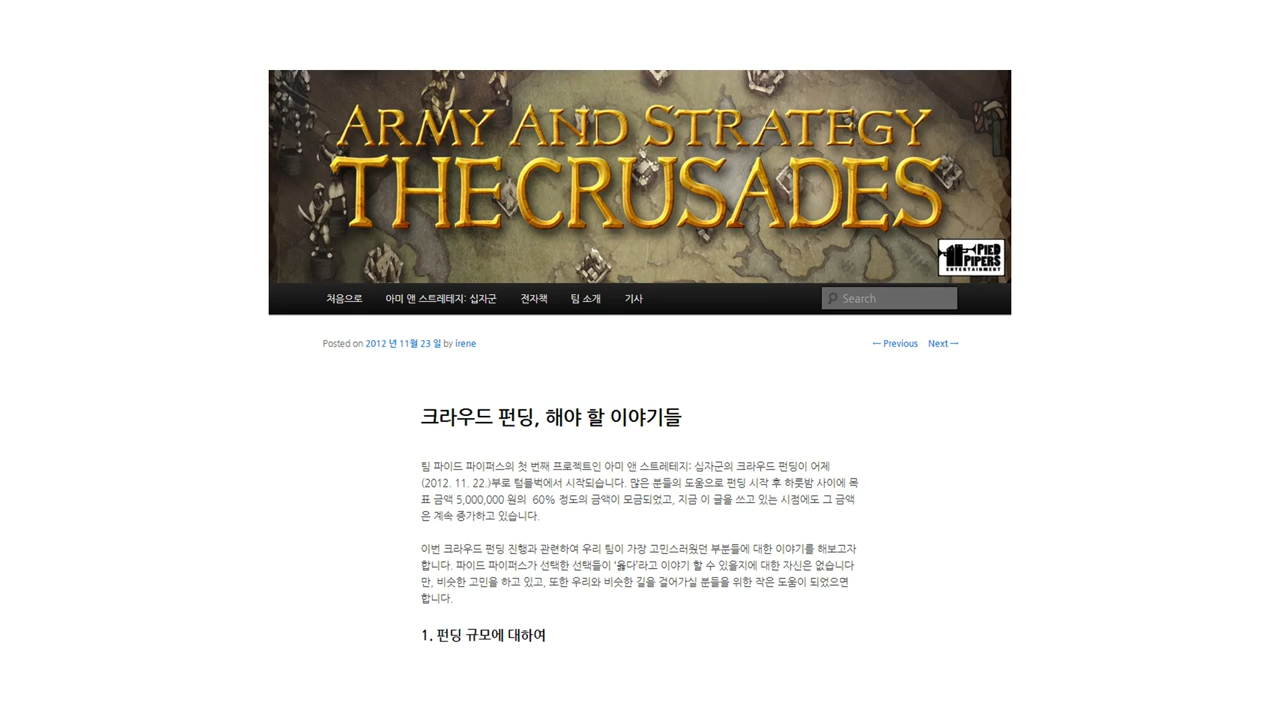 ARMY AND STRATEGY
THE CRUSADES
PIED
PIPERS
ENTERTAINMENT
처음으로 아미 앤 스트레테지: 십자군 전자책 팀 소개 기사 Search
Posted on 2012 년 11월 23 일 by irene ← Previous Next →
크라우드 펀딩, 해야 할 이야기들
팀 파이드 파이퍼스의 첫 번째 프로젝트인 아미 앤 스트레테지: 십자군의 크라우드 펀딩이 어제
(2012. 11. 22.)부로 텀블벅에서 시작되습니다. 많은 분들의 도움으로 펀딩 시작 후 하룻밤 사이에 목
표 금액 5,000,000 원의 60% 정도의 금액이 모금되었고, 지금 이 글을 쓰고 있는 시점에도 그 금액
은 계속 증가하고 있습니다.
이번 크라우드 펀딩 진행과 관련하여 우리 팀이 가장 고민스러웠던 부분들에 대한 이야기를 해보고자
합니다. 파이드 파이퍼스가 선택한 선택들이 ‘옳다’라고 이야기 할 수 있을지에 대한 자신은 없습니다
만, 비슷한 고민을 하고 있고, 또한 우리와 비슷한 길을 걸어가실 분들을 위한 작은 도움이 되었으면
합니다.
1. 펀딩 규모에 대하여